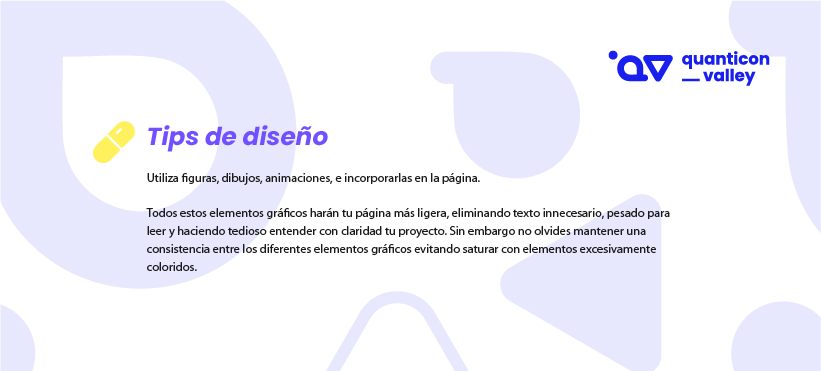 quanticon
valley
Tips de diseño
Utiliza figuras, dibujos, animaciones, e incorporarlas en la página.
Todos estos elementos gráficos harán tu página más ligera, eliminando texto innecesario, pesado para
leer y haciendo tedioso entender con claridad tu proyecto. Sin embargo no olvides mantener una
consistencia entre los diferentes elementos gráficos evitando saturar con elementos excesivamente
coloridos.